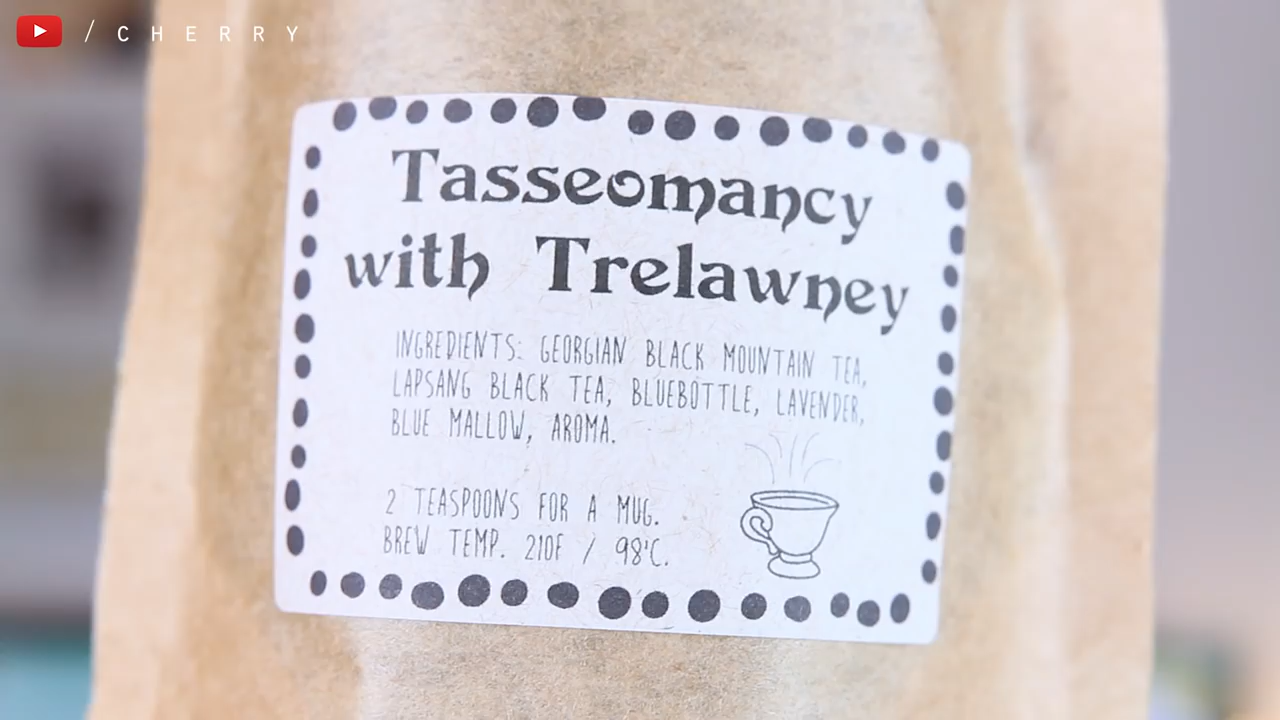 / CHERRY
Tasseomancy
with Trelawney
INGREDIENTS: GEORGIAN BLACK MOUNTAIN TEA,
LAPSANG BLACK TEA, BLUEBOTTLE, LAVENDER,
BLUE MALLOW, AROMA.
2 TEASPOONS FOR A MUG.
BREW TEMP. 210F / 98°C.